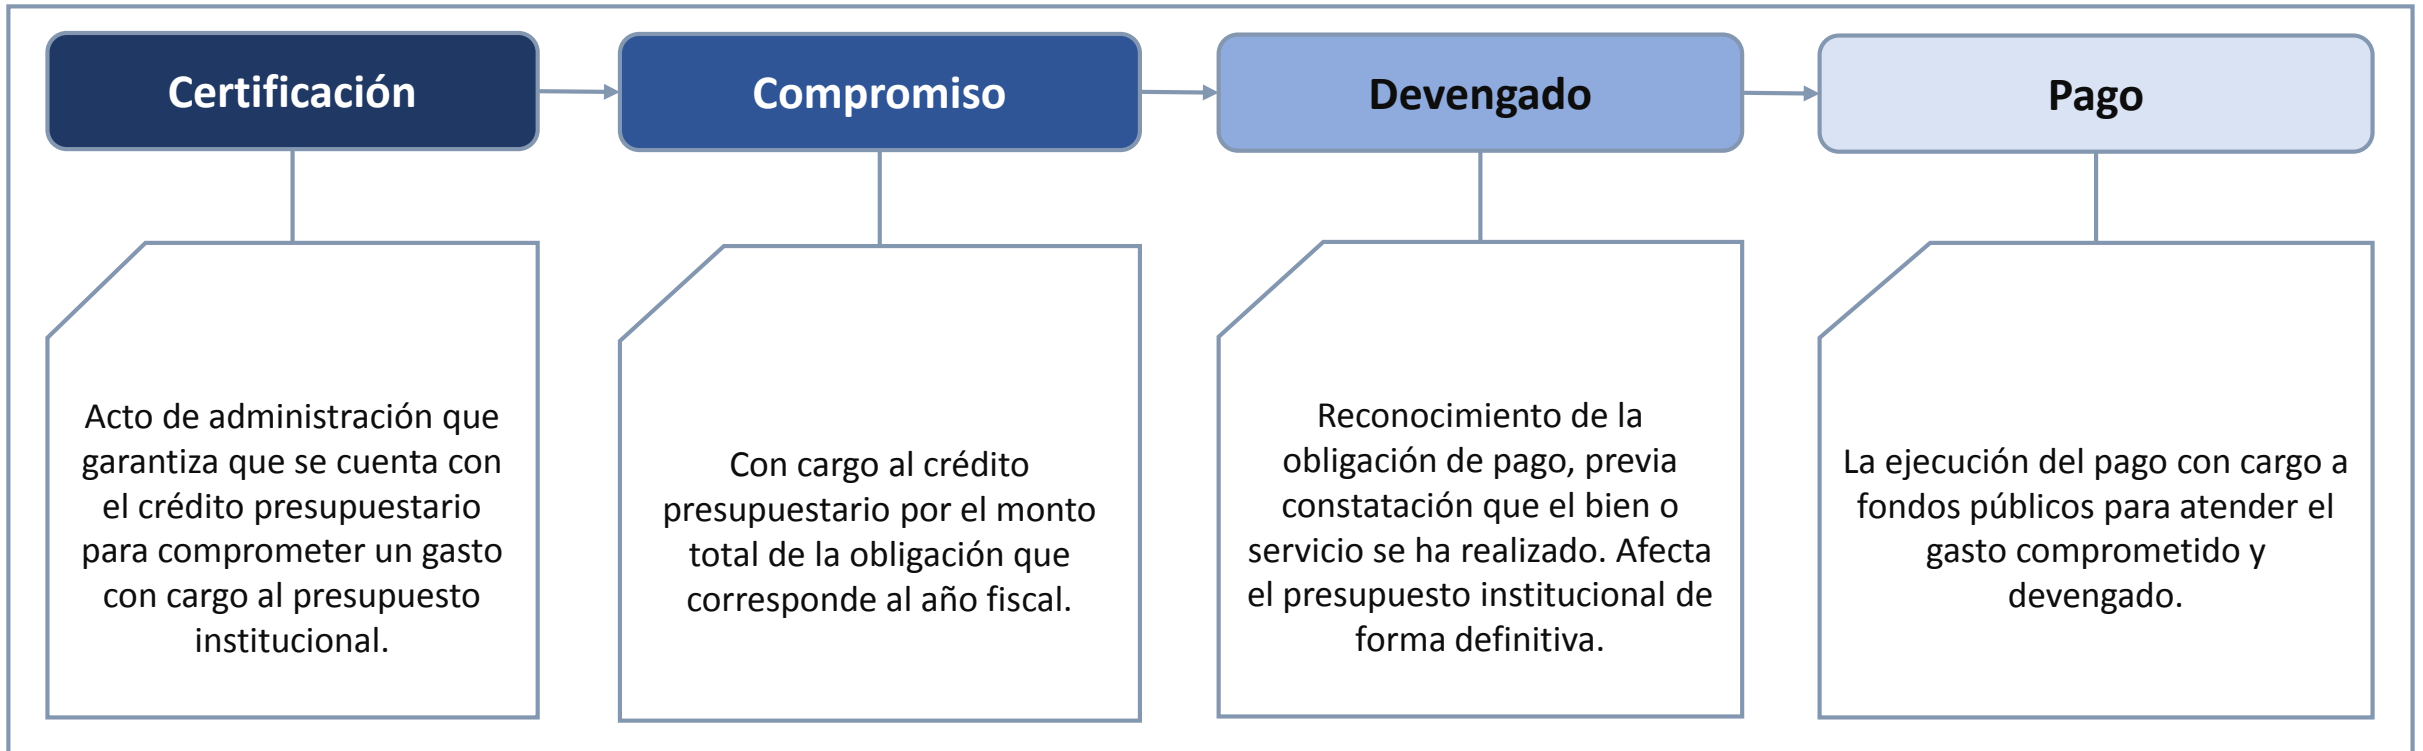 Certificación
Compromiso
Devengado
Pago
Acto de administración que
garantiza que se cuenta con
el crédito presupuestario
para comprometer un gasto
con cargo al presupuesto
institucional.
Con cargo al crédito
presupuestario por el monto
total de la obligación que
corresponde al año fiscal.
Reconocimiento de la
obligación de pago, previa
constatación que el bien o
servicio se ha realizado. Afecta
el presupuesto institucional de
forma definitiva.
La ejecución del pago con cargo a
fondos públicos para atender el
gasto comprometido y
devengado.